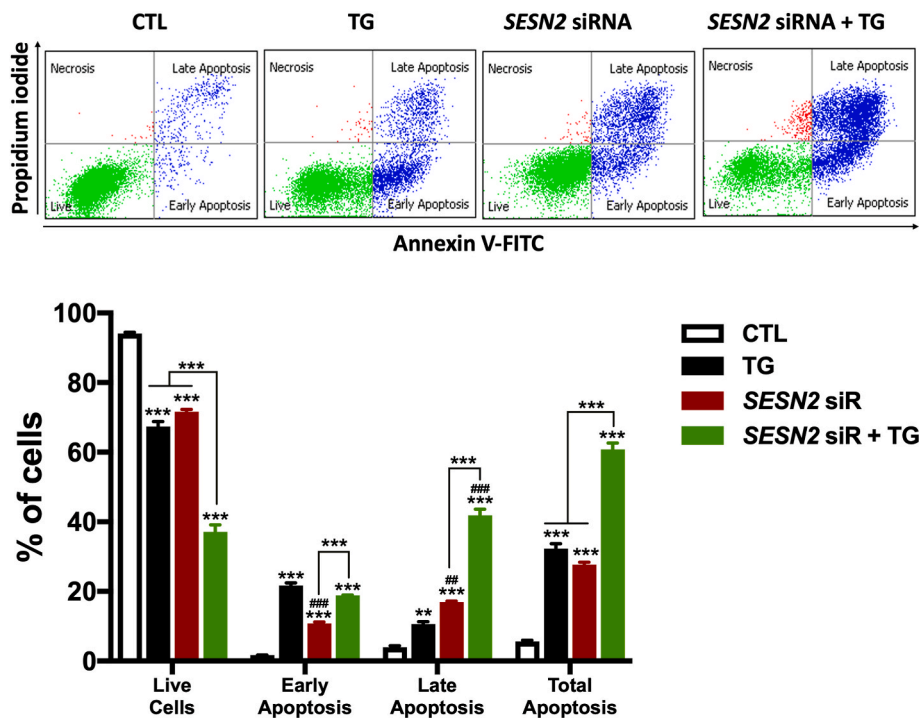 CTL TG SESN2 siRNA SESN2 siRNA + TG
Propidium iodide
Necrosis Late Apoptosis Necrosis Late Apoptosis Necrosis Late Apoptosis Necrosis Late Apoptosis
Live Early Apoptosis Live Early Apoptosis Live Early Apoptosis Live Early Apoptosis
Annexin V-FITC
% of cells
100
80
60
40
20
0
*** *** *** ***
*** ### *** *** ***
** ## *** ### *** ***
*** *** *** ***
Live Early Late Total
Cells Apoptosis Apoptosis Apoptosis
CTL
TG
SESN2 siR
SESN2 siR + TG